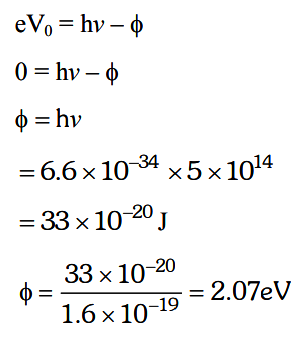 eV₀ = hν – ϕ
0 = hν – ϕ
ϕ = hν
= 6.6 × 10⁻³⁴ × 5 × 10¹⁴
= 33 × 10⁻²⁰ J
ϕ = 33 × 10⁻²⁰ / 1.6 × 10⁻¹⁹ = 2.07eV